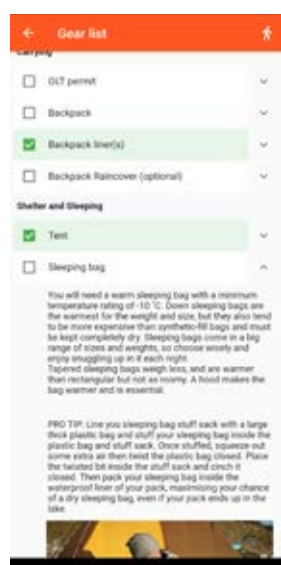 Gear list
Carrying
OLT permit
Backpack
Backpack liner(s)
Backpack Raincover (optional)
Shelter and Sleeping
Tent
Sleeping bag
You will need a warm sleeping bag with a minimum
temperature rating of -10 °C. Down sleeping bags are
the warmest for the weight and size, but they also tend
to be more expensive than synthetic-fill bags and must
be kept completely dry. Sleeping bags come in a big
range of sizes and weights, so choose wisely and
enjoy snuggling up in it each night.
Tapered sleeping bags weigh less, and are warmer
than rectangular but not as roomy. A hood makes the
bag warmer and is essential.
PRO TIP: Line you sleeping bag stuff sack with a large
thick plastic bag and stuff your sleeping bag inside the
plastic bag and stuff sack. Once stuffed, squeeze out
some extra air then twist the plastic bag closed. Place
the twisted bit inside the stuff sack and cinch it
closed. Then pack your sleeping bag inside the
waterproof liner of your pack, maximising your chance
of a dry sleeping bag, even if your pack ends up in the
lake.